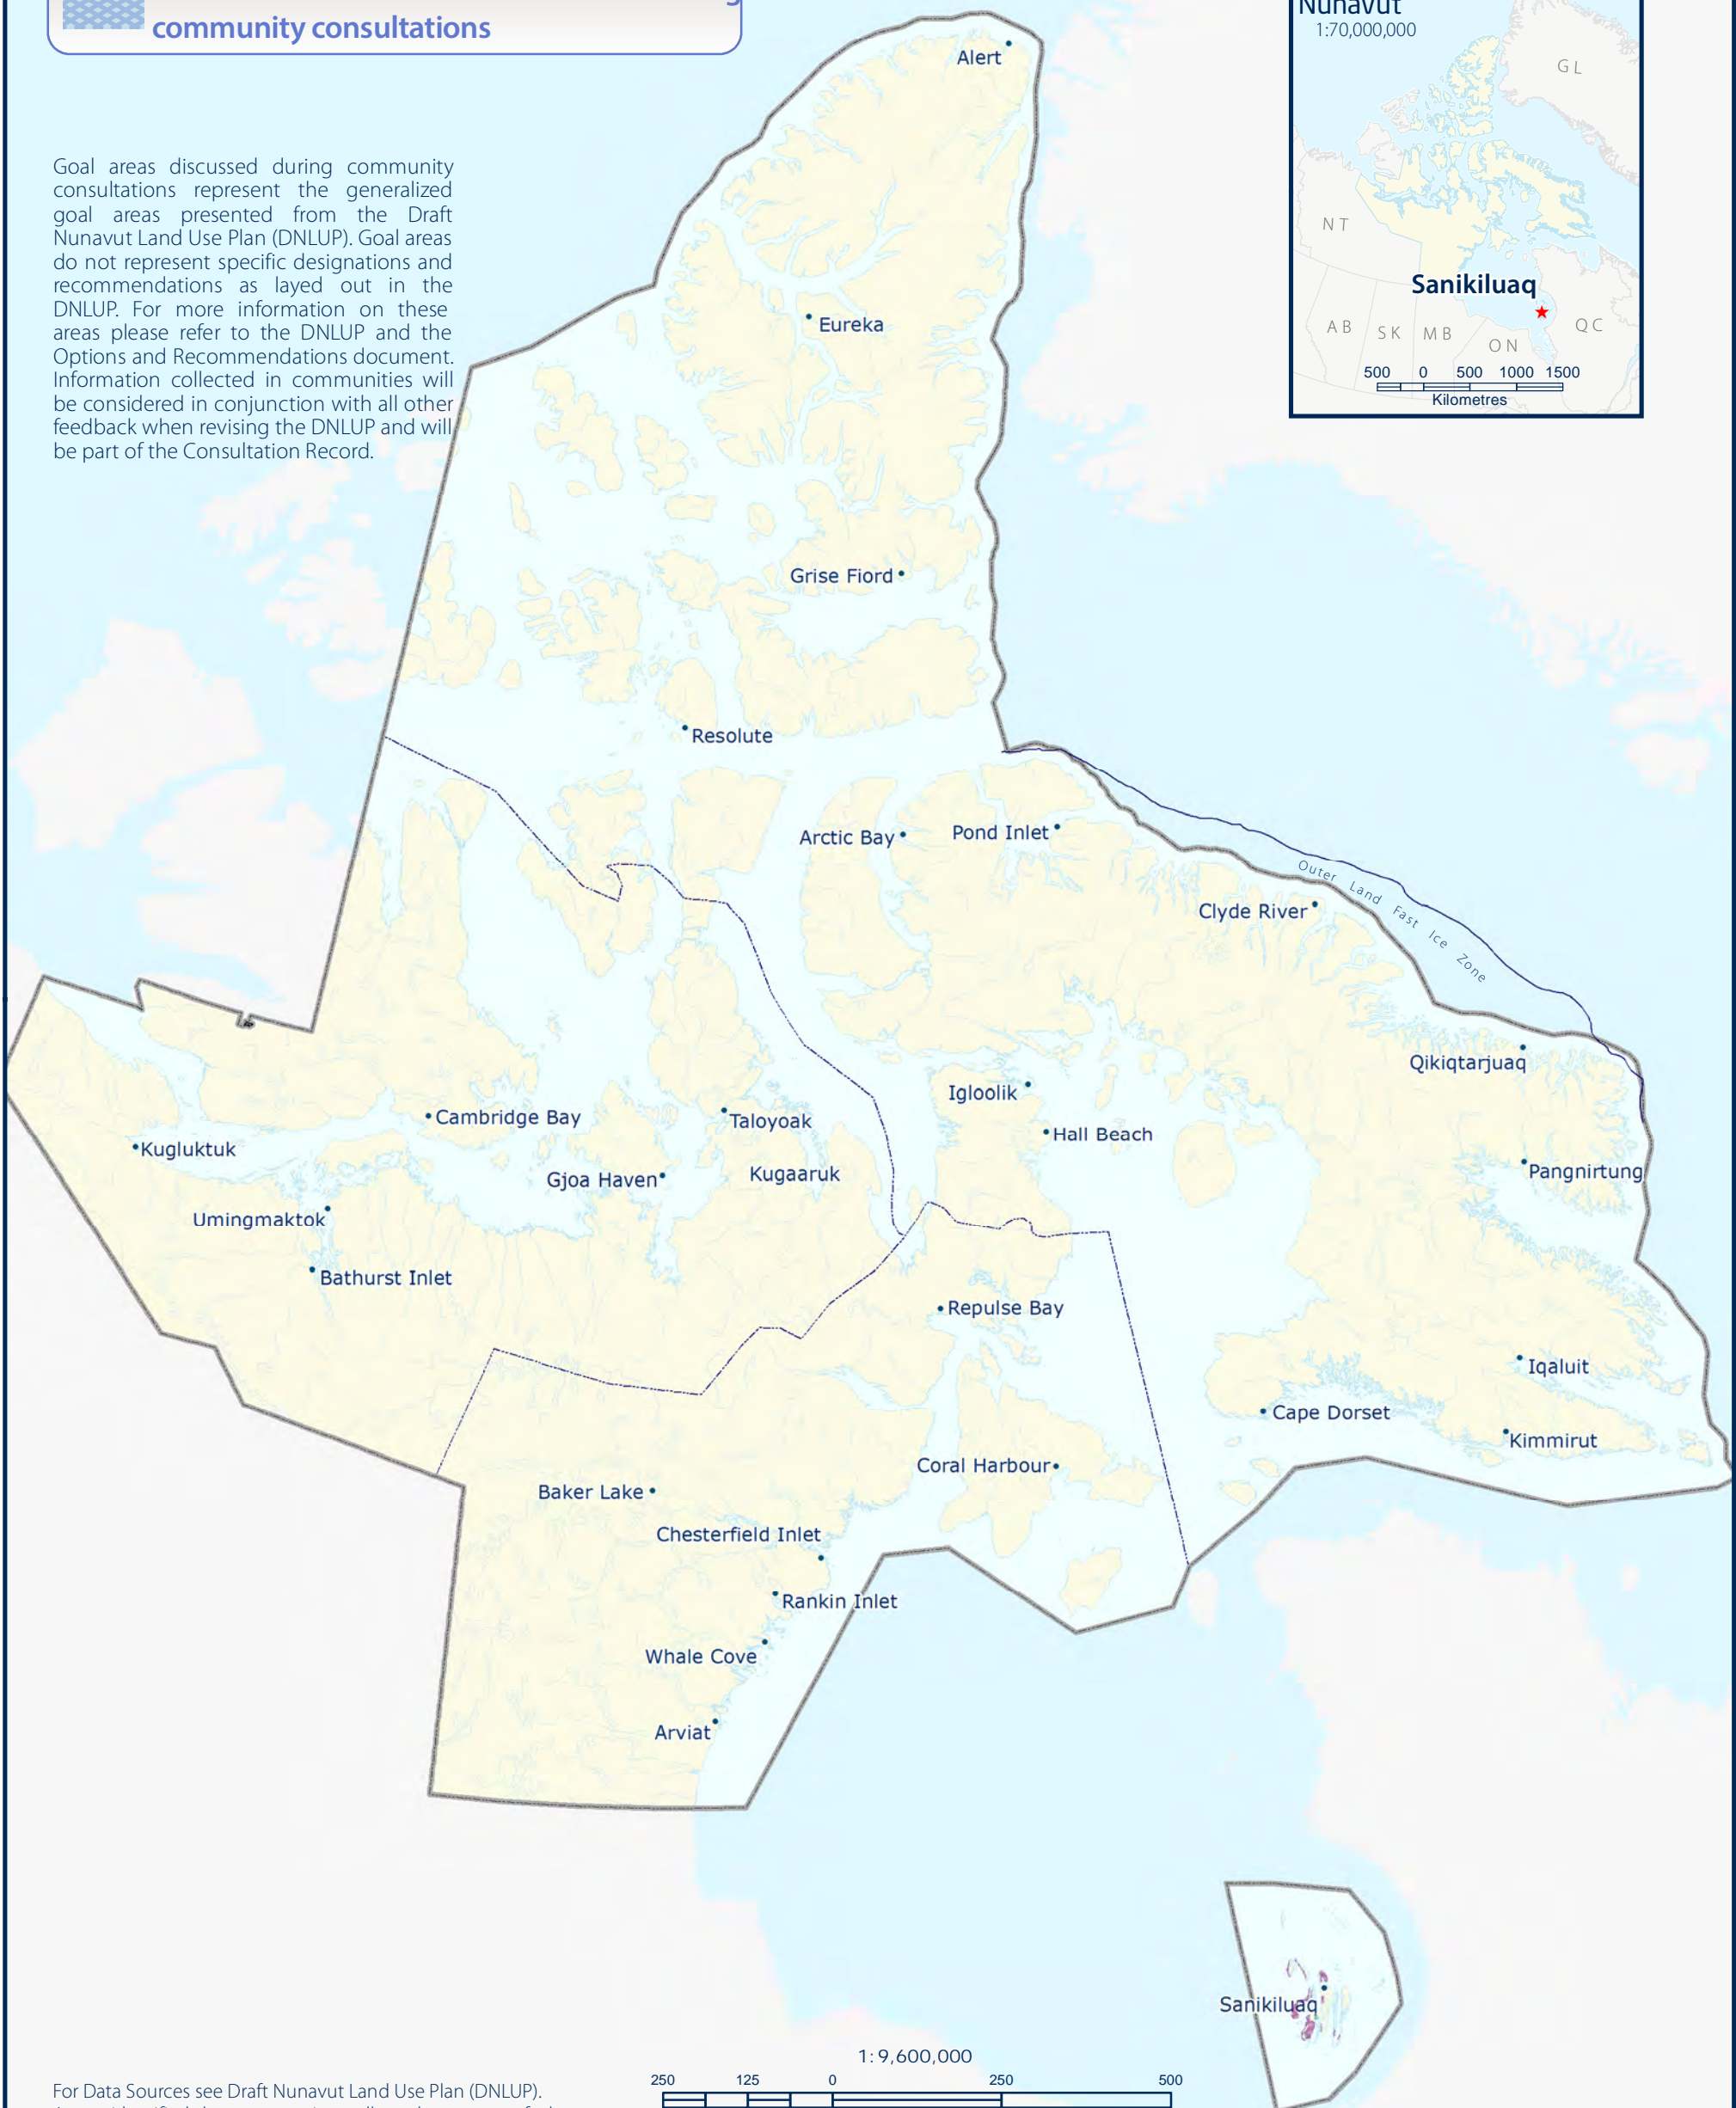 community consultations
Goal areas discussed during community
consultations represent the generalized
goal areas presented from the Draft
Nunavut Land Use Plan (DNLUP). Goal areas
do not represent specific designations and
recommendations as layed out in the
DNLUP. For more information on these
areas please refer to the DNLUP and the
Options and Recommendations document.
Information collected in communities will
be considered in conjunction with all other
feedback when revising the DNLUP and will
be part of the Consultation Record.
Nunavut
1:70,000,000
GL
NT
Sanikiluaq
AB
SK
MB
ON
QC
500 0 500 1000 1500
Kilometres
Alert
Eureka
Grise Fiord
Resolute
Arctic Bay
Pond Inlet
Clyde River
Outer Land Fast Ice Zone
Qikiqtarjuaq
Igloolik
Hall Beach
Cambridge Bay
Taloyoak
Kugluktuk
Gjoa Haven
Kugaaruk
Pangnirtung
Umingmaktok
Bathurst Inlet
Repulse Bay
Iqaluit
Cape Dorset
Kimmirut
Coral Harbour
Baker Lake
Chesterfield Inlet
Rankin Inlet
Whale Cove
Arviat
Sanikiluaq
1:9,600,000
250 125 0 250 500
For Data Sources see Draft Nunavut Land Use Plan (DNLUP).